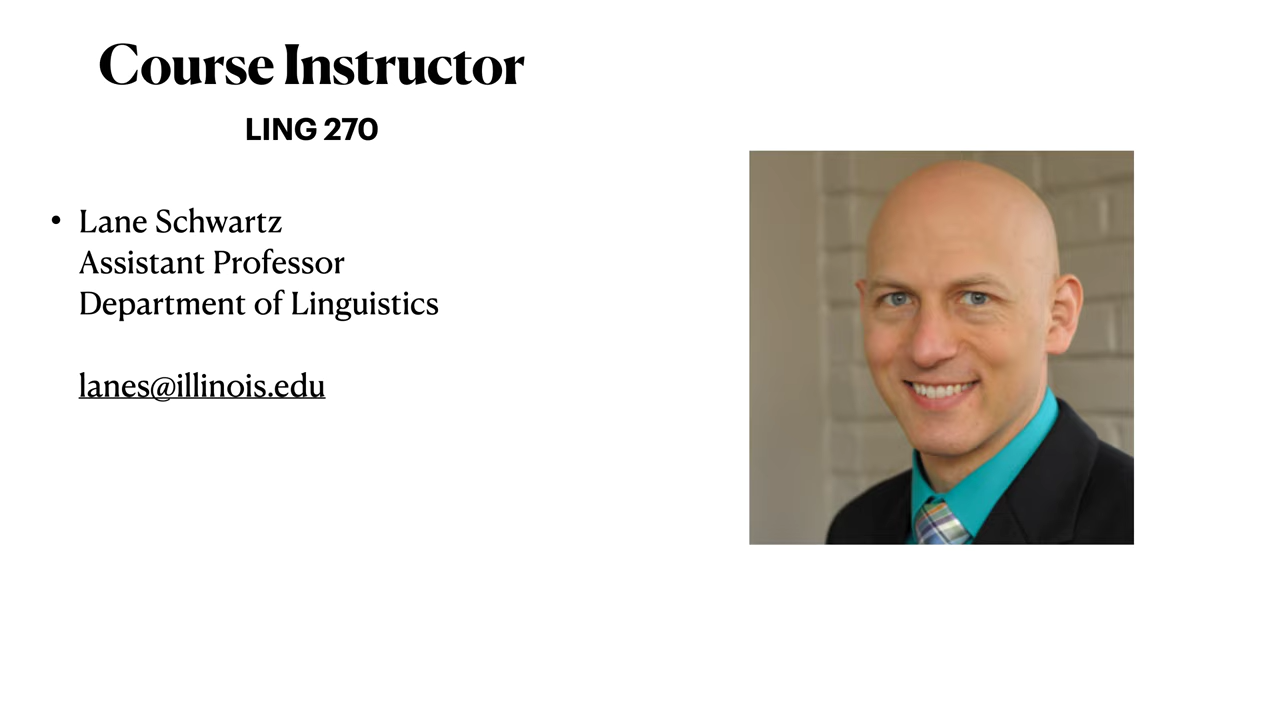 Course Instructor
LING 270
• Lane Schwartz
Assistant Professor
Department of Linguistics
lanes@illinois.edu